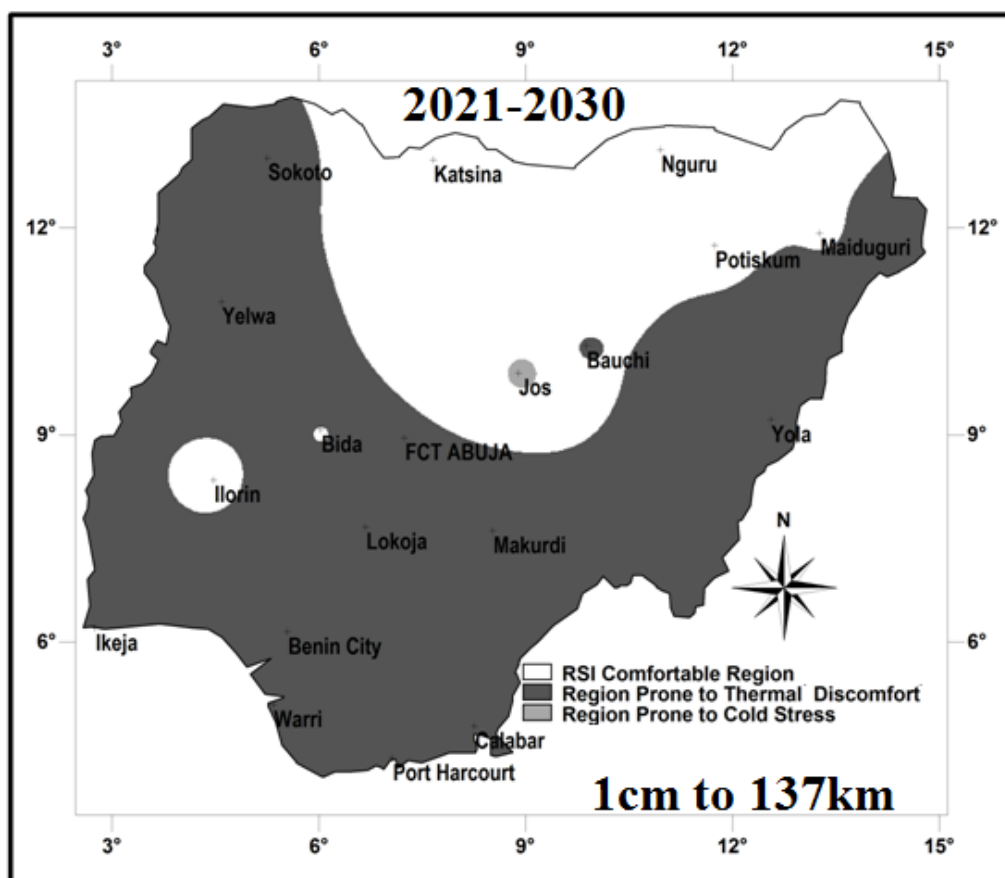 3° 6° 9° 12° 15°
2021-2030
Sokoto
Katsina
Nguru
12° 12°
Potiskum
Maiduguri
Yelwa
Bauchi
Jos
9° 9°
Bida
FCT ABUJA
Yola
Ilorin
Lokoja
Makurdi
N
6° 6°
Ikeja
Benin City
RSI Comfortable Region
Region Prone to Thermal Discomfort
Region Prone to Cold Stress
Warri
Calabar
Port Harcourt
1cm to 137km
3° 6° 9° 12° 15°